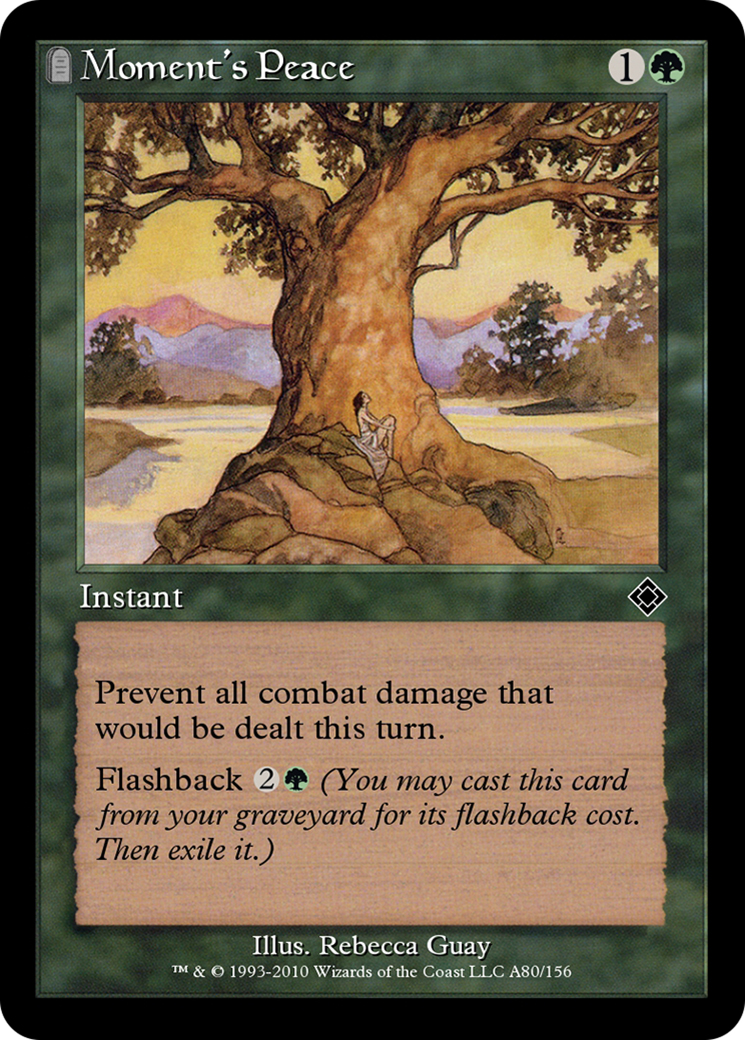 Moment's Peace 1
Instant
Prevent all combat damage that
would be dealt this turn.
Flashback 2 (You may cast this card
from your graveyard for its flashback cost.
Then exile it.)
Illus. Rebecca Guay
™ & © 1993-2010 Wizards of the Coast LLC A80/156